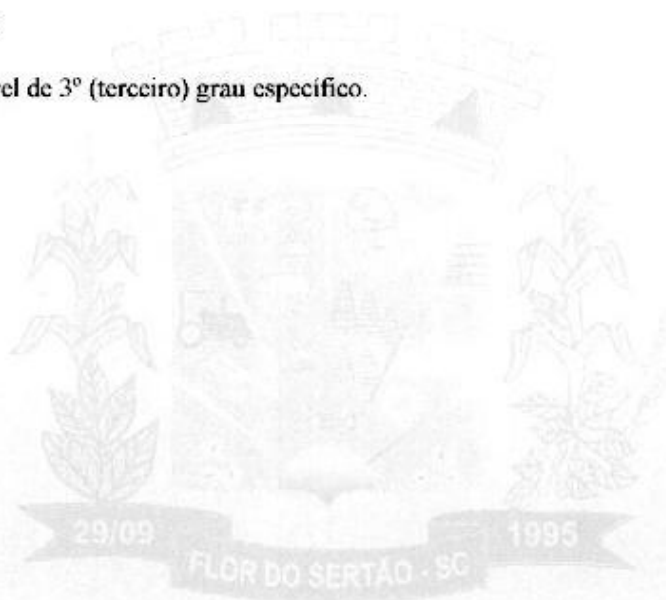 el de 3º (terceiro) grau específico.
29/09
1995
FLOR DO SERTÃO - SC